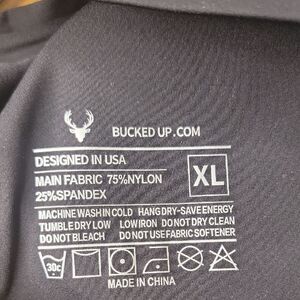 BUCKED UP.COM
DESIGNED IN USA
MAIN FABRIC 75%NYLON
25%SPANDEX
XL
MACHINE WASH IN COLD HANG DRY-SAVE ENERGY
TUMBLE DRY LOW LOW IRON DO NOT DRY CLEAN
DO NOT BLEACH DO NOT USE FABRIC SOFTENER
30c
MADE IN CHINA